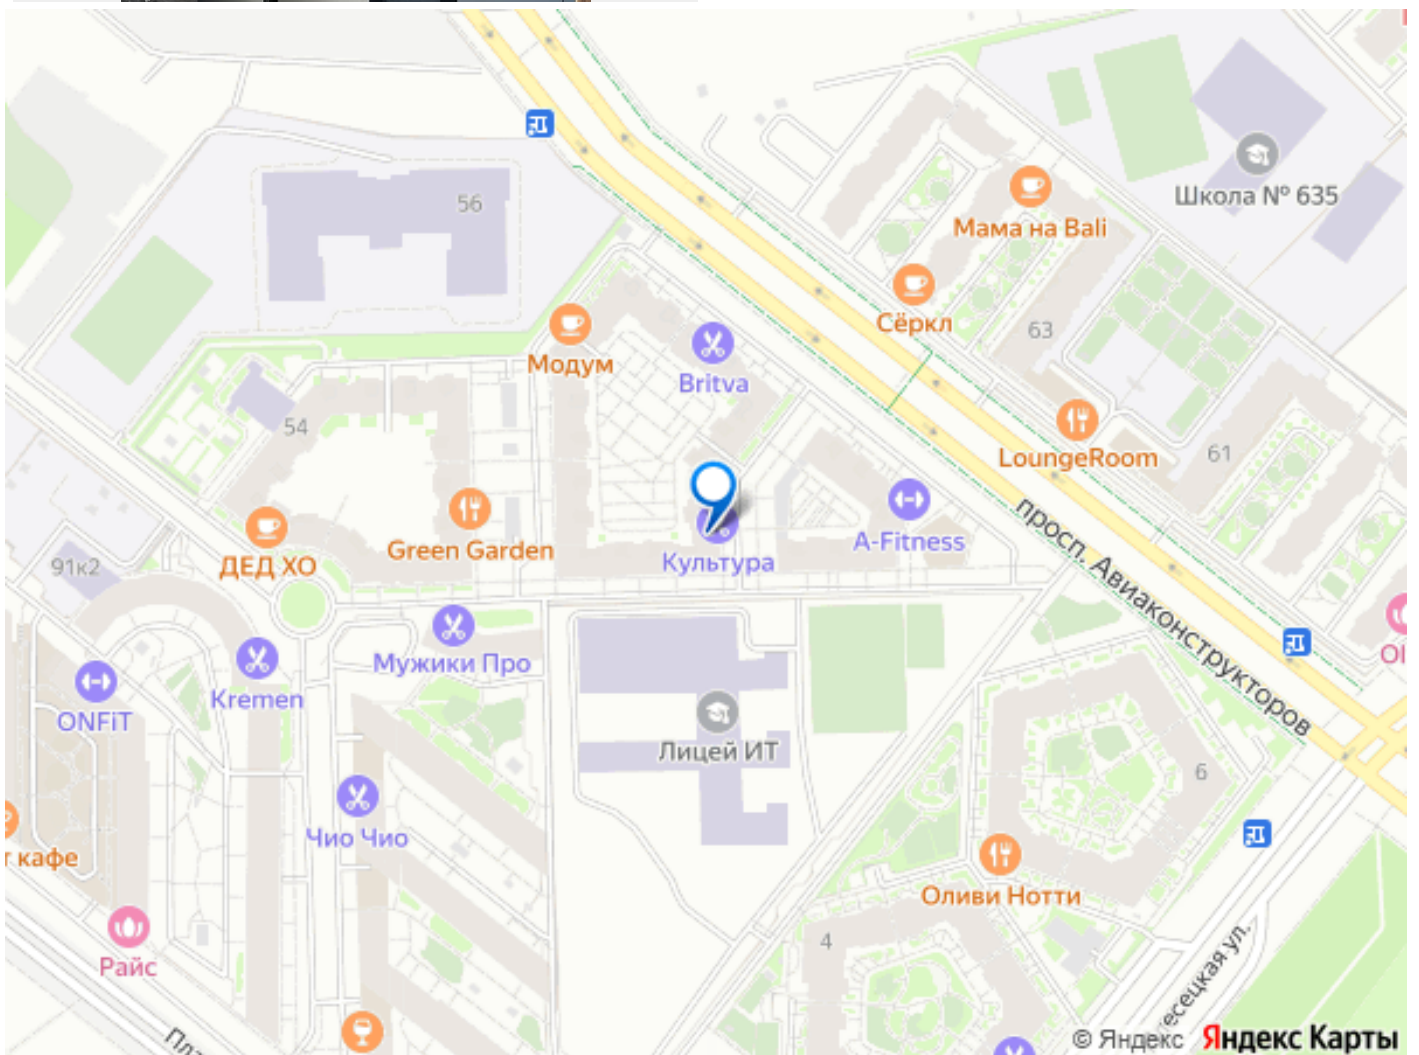 56
Школа № 635
Мама на Bali
Сёркл
63
Модум
Britva
54
LoungeRoom
61
просп. Авиаконструкторов
A-Fitness
Культура
Green Garden
ДЕД ХО
91к2
Мужики Про
Kremen
ONFiT
Лицей ИТ
6
Чио Чио
т кафе
Оливи Нотти
4
Райс
есецкая ул.
© Яндекс Яндекс Карты